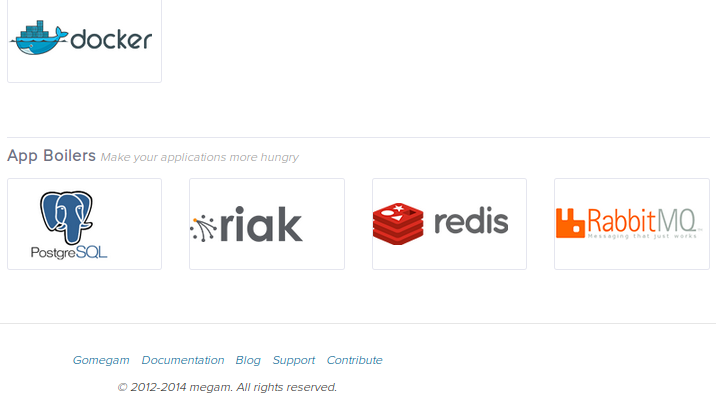 docker
App Boilers Make your applications more hungry
PostgreSQL
riak
redis
RabbitMQ
Messaging that just works
Gomegam Documentation Blog Support Contribute
© 2012-2014 megam. All rights reserved.